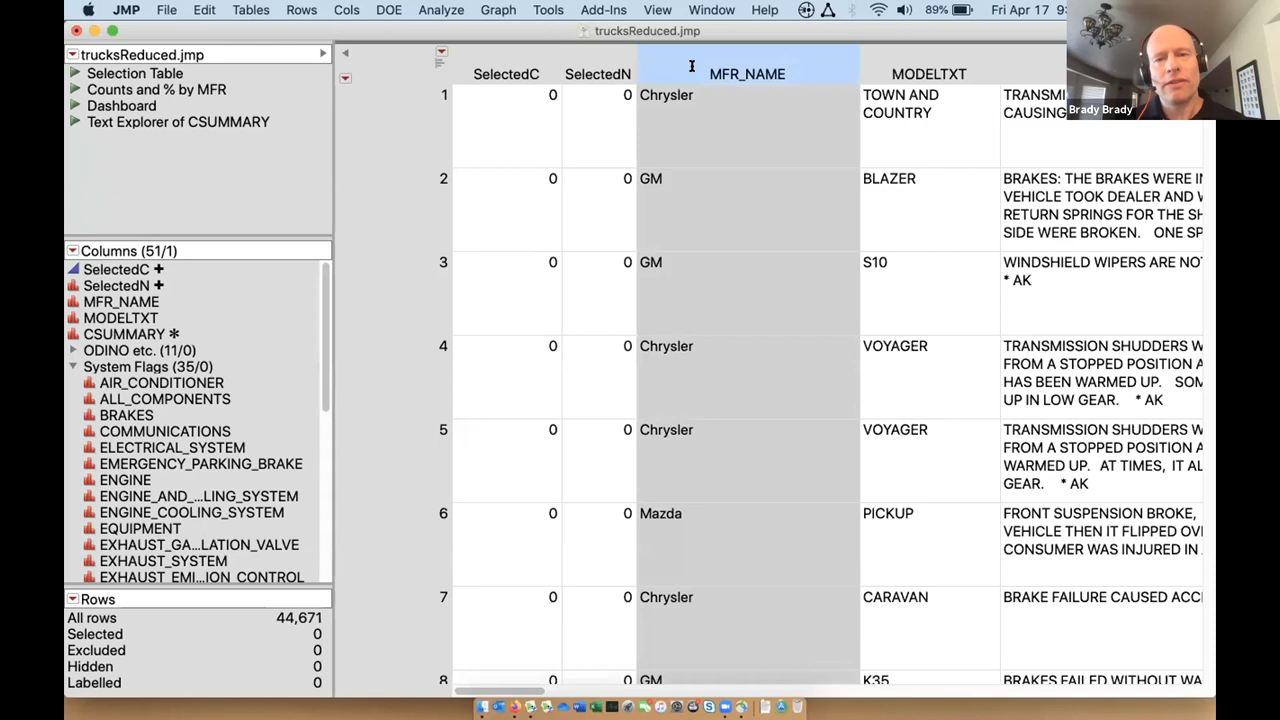 JMP File Edit Tables Rows Cols DOE Analyze Graph Tools Add-Ins View Window Help 89% Fri Apr 17
trucksReduced.jmp
Brady Brady
trucksReduced.jmp
Selection Table
Counts and % by MFR
Dashboard
Text Explorer of CSUMMARY
Columns (51/1)
SelectedC
SelectedN
MFR_NAME
MODELTXT
CSUMMARY *
ODINO etc. (11/0)
System Flags (35/0)
AIR_CONDITIONER
ALL_COMPONENTS
BRAKES
COMMUNICATIONS
ELECTRICAL_SYSTEM
EMERGENCY_PARKING_BRAKE
ENGINE
ENGINE_AND_...LING_SYSTEM
ENGINE_COOLING_SYSTEM
EQUIPMENT
EXHAUST_GA...LATION_VALVE
EXHAUST_SYSTEM
EXHAUST_EMI...ION_CONTROL
Rows
All rows 44,671
Selected 0
Excluded 0
Hidden 0
Labelled 0
SelectedC SelectedN MFR_NAME MODELTXT
1 0 0 Chrysler TOWN AND
COUNTRY
CAUSING
2 0 0 GM BLAZER BRAKES: THE BRAKES WERE
VEHICLE TOOK DEALER AND
RETURN SPRINGS FOR THE
SIDE WERE BROKEN. ONE
3 0 0 GM S10 WINDSHIELD WIPERS ARE
* AK
4 0 0 Chrysler VOYAGER TRANSMISSION SHUDDERS
FROM A STOPPED POSITION
HAS BEEN WARMED UP.
UP IN LOW GEAR. * AK
5 0 0 Chrysler VOYAGER TRANSMISSION SHUDDERS
FROM A STOPPED POSITION
WARMED UP. AT TIMES, IT
GEAR. * AK
6 0 0 Mazda PICKUP FRONT SUSPENSION BROKE,
VEHICLE THEN IT FLIPPED
CONSUMER WAS INJURED IN
7 0 0 Chrysler CARAVAN BRAKE FAILURE CAUSED
8 0 0 GM K35 BRAKES FAILED WITHOUT